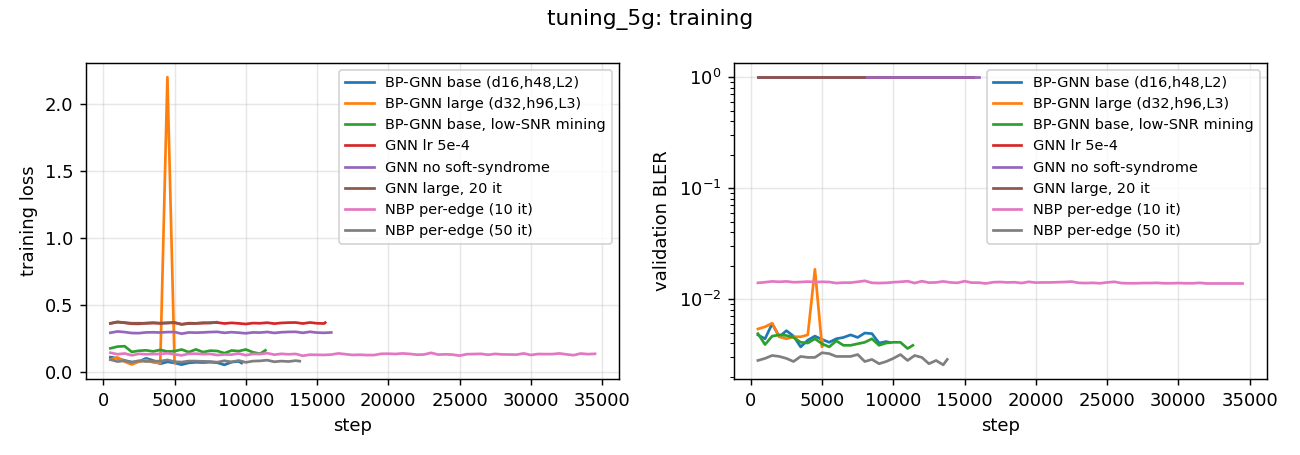 tuning_5g: training
training loss
2.0
1.5
1.0
0.5
0.0
BP-GNN base (d16,h48,L2)
BP-GNN large (d32,h96,L3)
BP-GNN base, low-SNR mining
GNN lr 5e-4
GNN no soft-syndrome
GNN large, 20 it
NBP per-edge (10 it)
NBP per-edge (50 it)
0 5000 10000 15000 20000 25000 30000 35000
step
validation BLER
10⁰
10⁻¹
10⁻²
BP-GNN base (d16,h48,L2)
BP-GNN large (d32,h96,L3)
BP-GNN base, low-SNR mining
GNN lr 5e-4
GNN no soft-syndrome
GNN large, 20 it
NBP per-edge (10 it)
NBP per-edge (50 it)
0 5000 10000 15000 20000 25000 30000 35000
step